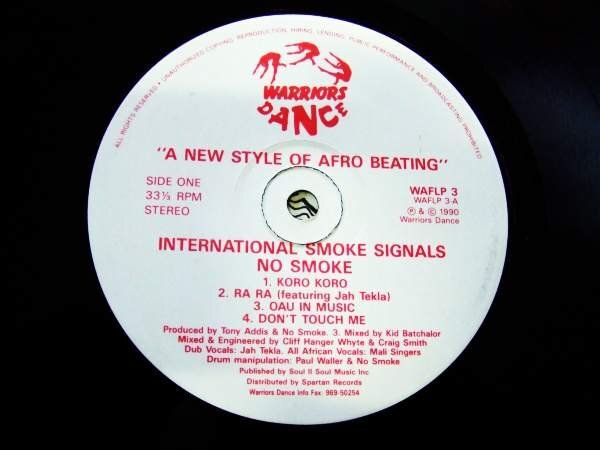 ALL RIGHTS RESERVED • UNAUTHORIZED COPYING, REPRODUCTION, HIRING, LENDING, PUBLIC PERFORMANCE AND BROADCASTING PROHIBITED
WARRIORS
DANCE
"A NEW STYLE OF AFRO BEATING"
SIDE ONE
33⅓ RPM
STEREO
WAFLP 3
WAFLP 3-A
℗ & © 1990
Warriors Dance
INTERNATIONAL SMOKE SIGNALS
NO SMOKE
1. KORO KORO
2. RA RA (featuring Jah Tekla)
3. OAU IN MUSIC
4. DON'T TOUCH ME
Produced by Tony Addis & No Smoke. 3. Mixed by Kid Batchalor
Mixed & Engineered by Cliff Hanger Whyte & Craig Smith
Dub Vocals: Jah Tekla. All African Vocals: Mali Singers
Drum manipulation: Paul Waller & No Smoke
Published by Soul II Soul Music Inc
Distributed by Spartan Records
Warriors Dance Info Fax: 969-50254